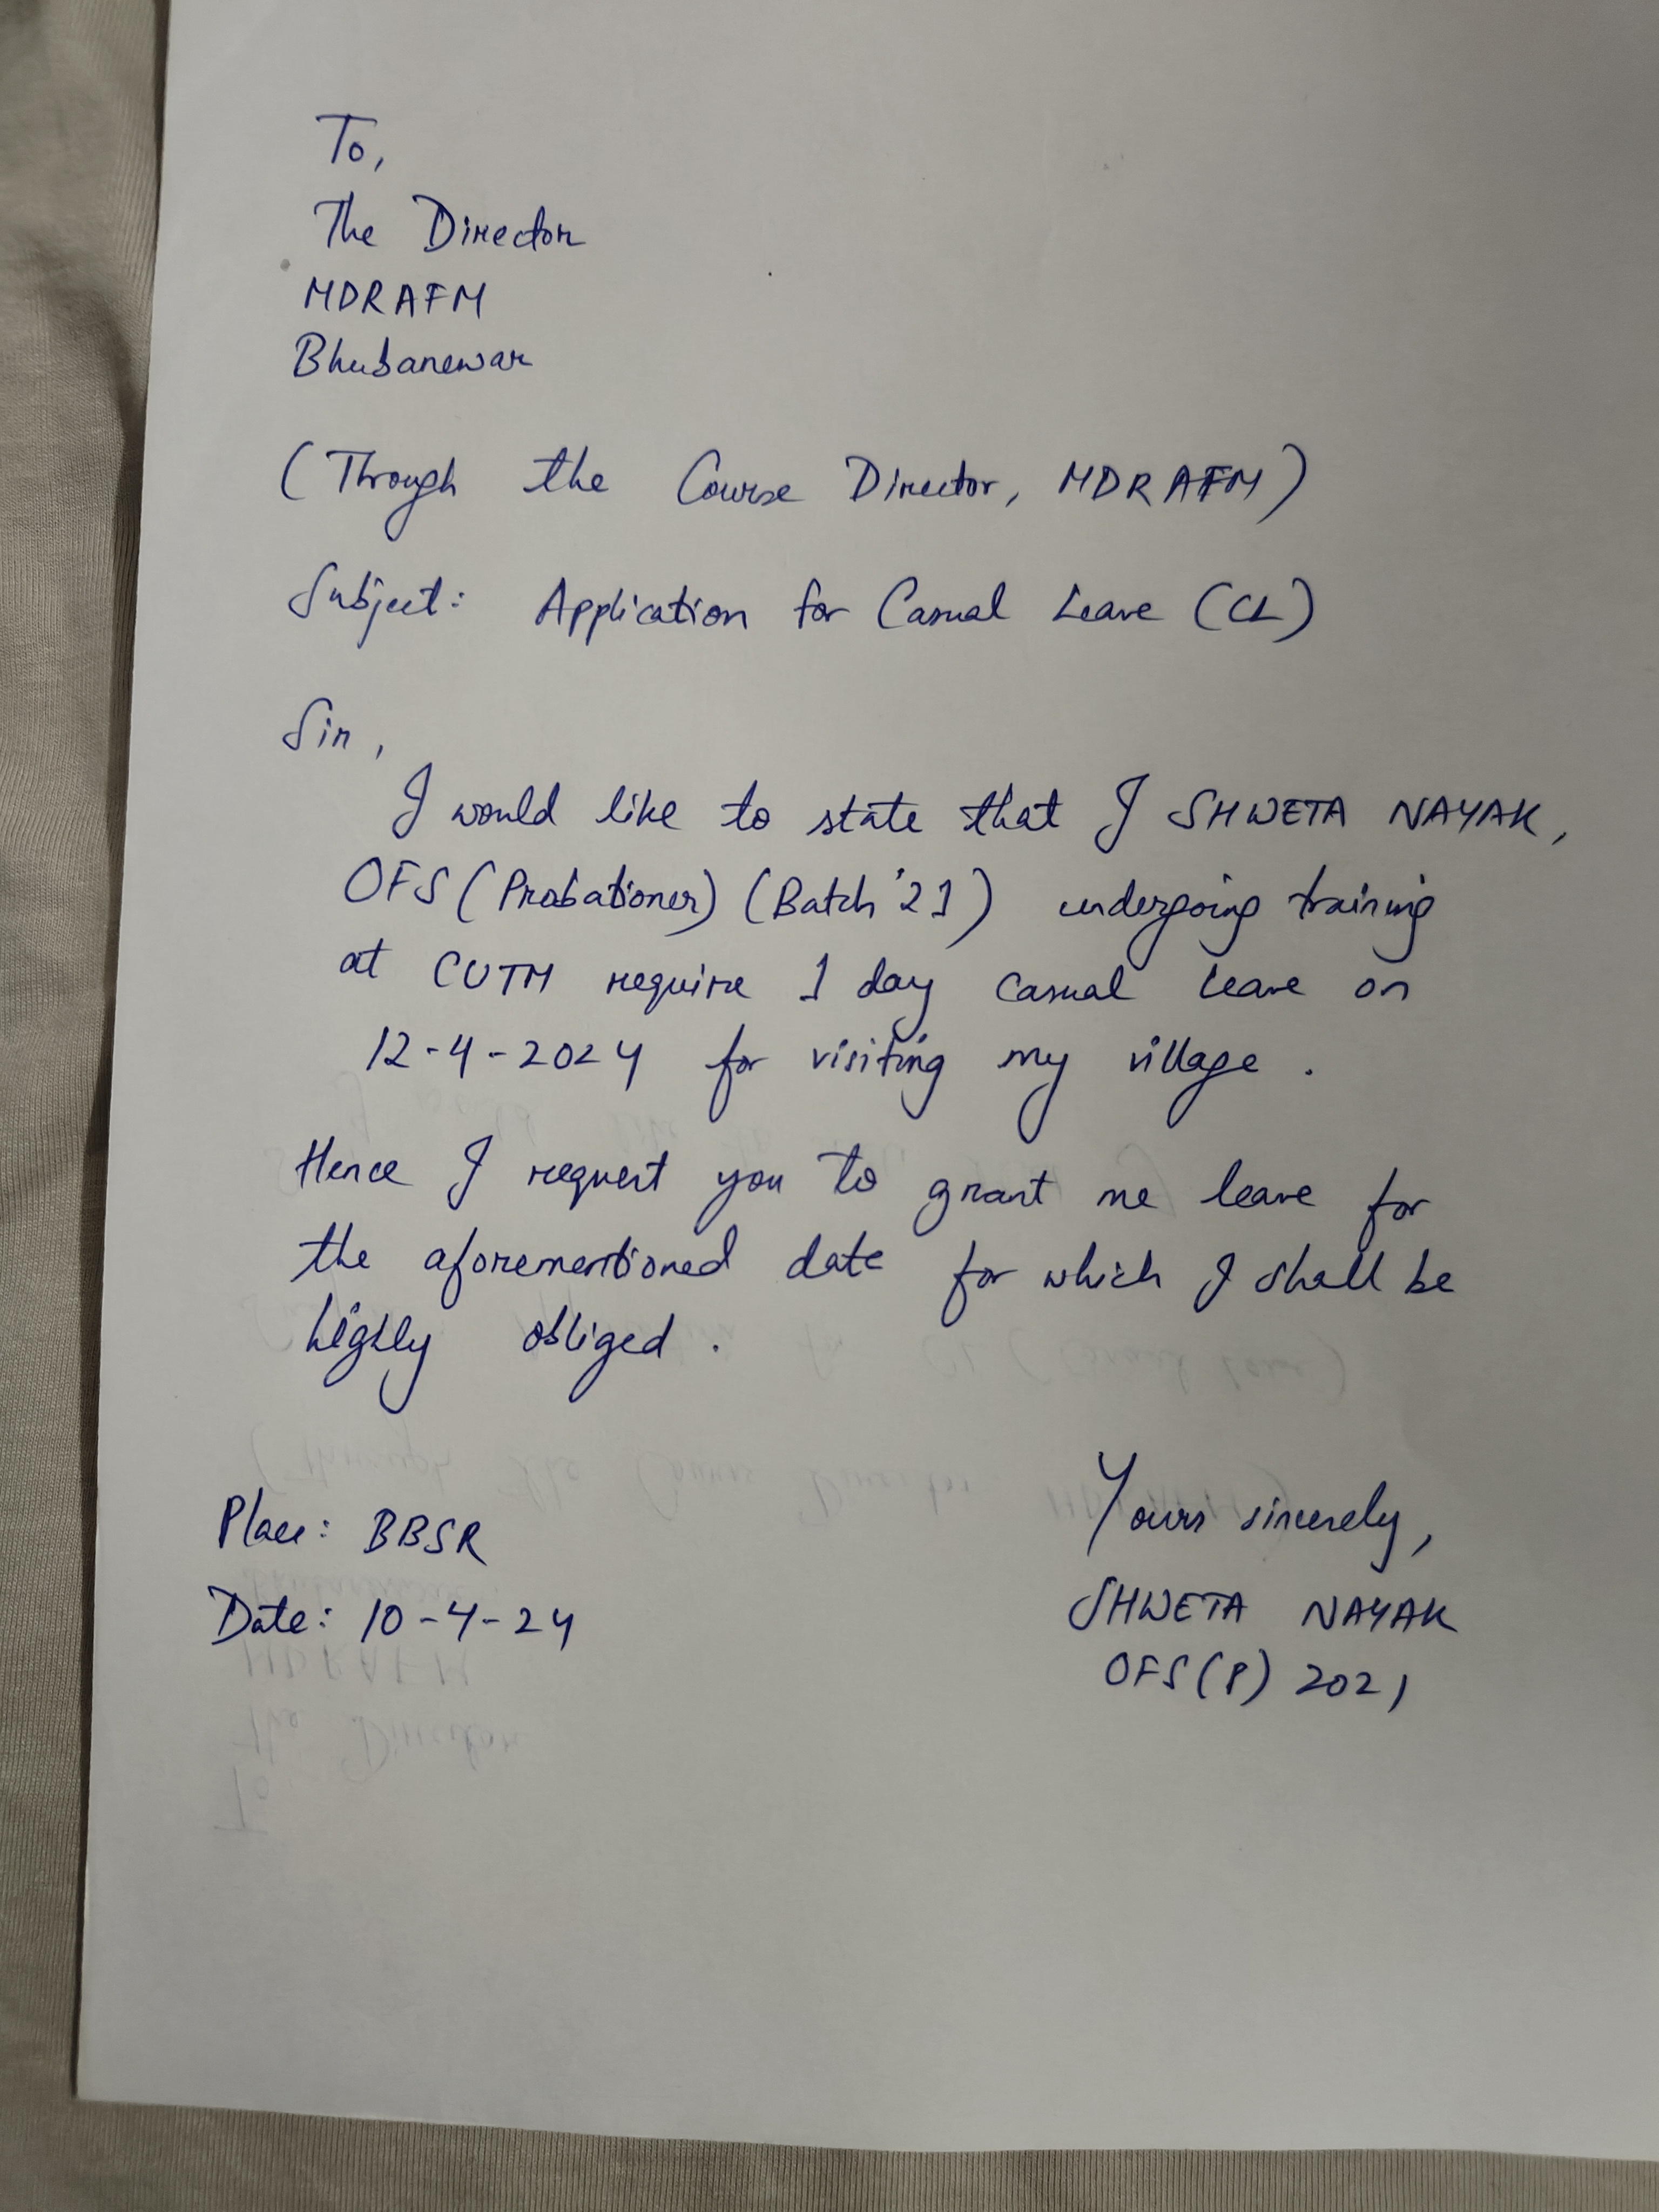 To,
The Director
MDRAFM
Bhubanewar
(Through the Course Director, MDRAFM)
Subject: Application for Casual Leave (CL)
Sir,
I would like to state that I SHWETA NAYAK,
OFS (Probationer) (Batch '21) undergoing training
at CUTM require 1 day casual leave on
12-4-2024 for visiting my village.
Hence I request you to grant me leave for
the aforementioned date for which I shall be
highly obliged.
Yours sincerely,
Place: BBSR
Date: 10-4-24
SHWETA NAYAK
OFS (P) 2021